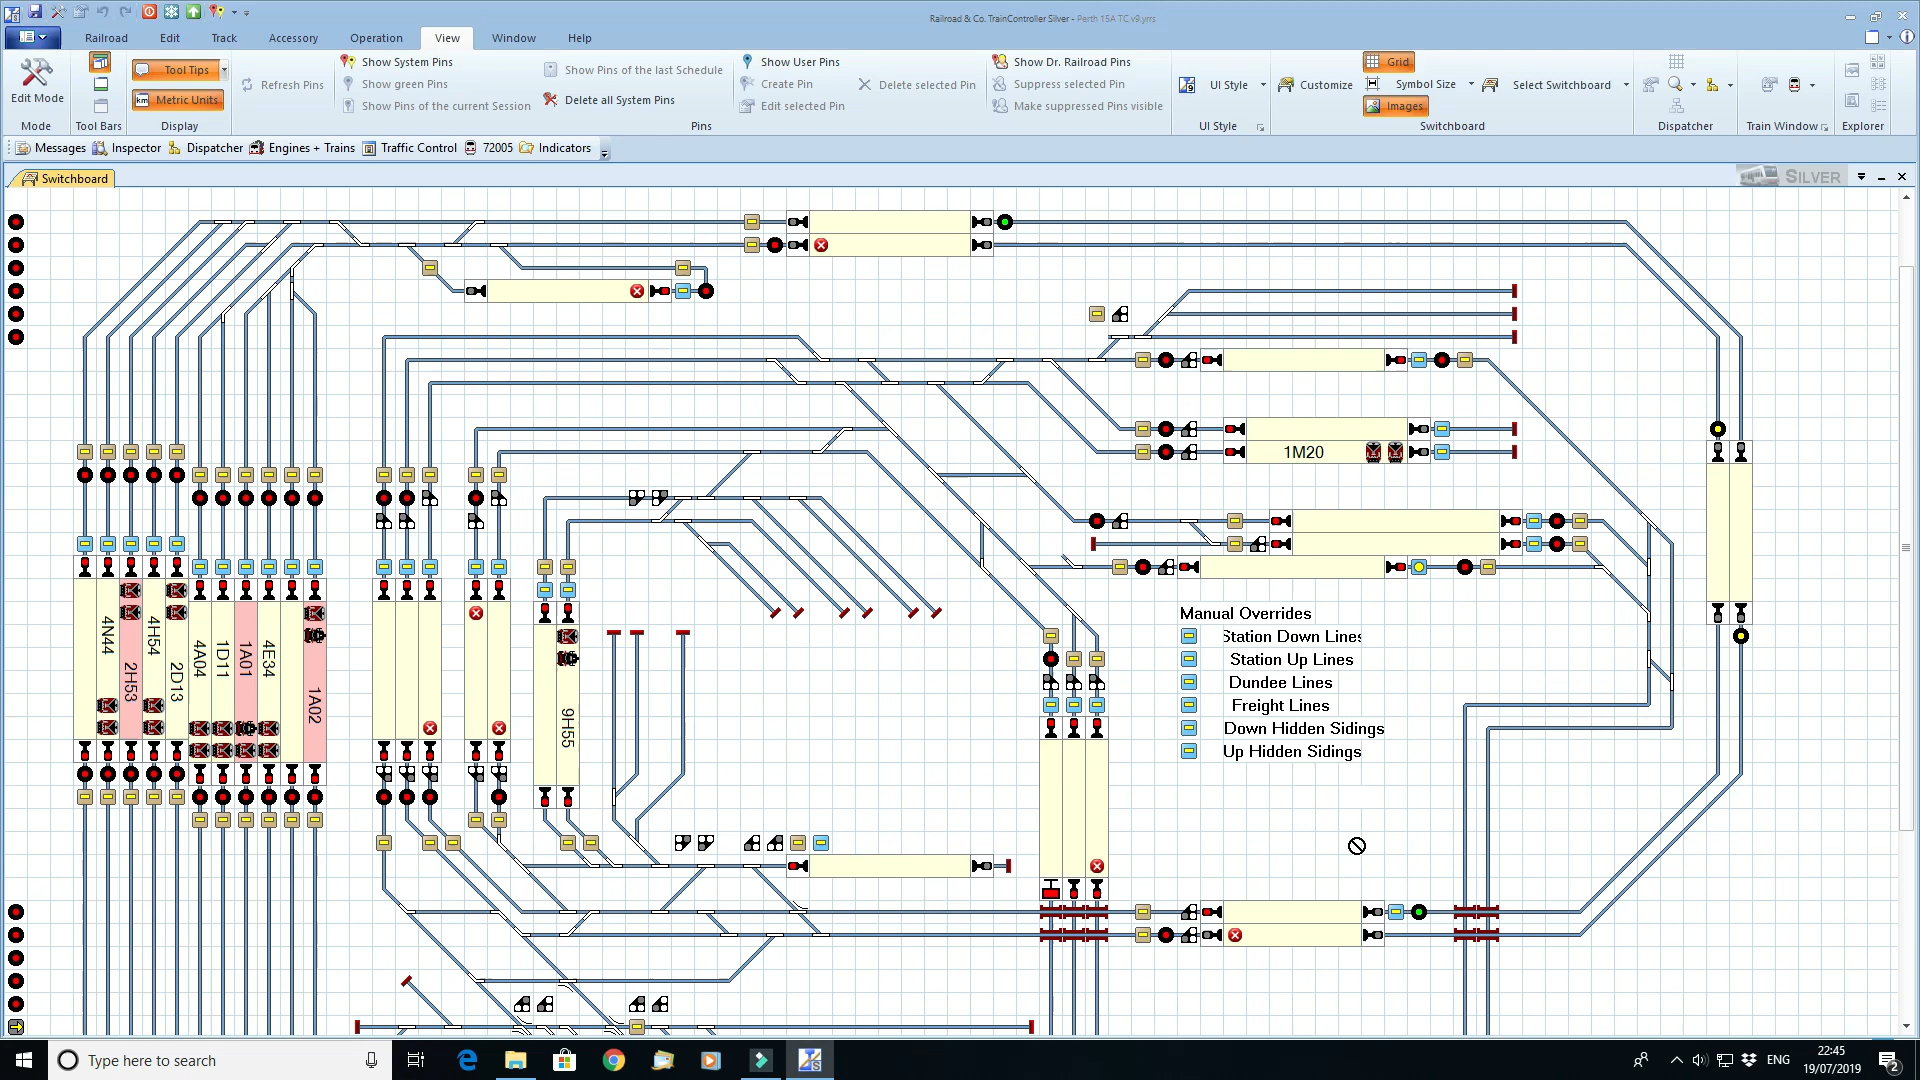 Railroad & Co. TrainController Silver - Perth 15A TC v9.yrrs
Railroad Edit Track Accessory Operation View Window Help
Edit Mode
Mode
Tool Bars
Tool Tips
Metric Units
Display
Refresh Pins
Show System Pins
Show green Pins
Show Pins of the current Session
Show Pins of the last Schedule
Delete all System Pins
Show User Pins
Create Pin
Edit selected Pin
Delete selected Pin
Show Dr. Railroad Pins
Suppress selected Pin
Make suppressed Pins visible
Pins
UI Style
UI Style
Customize
Grid
Symbol Size
Images
Select Switchboard
Switchboard
Dispatcher
Train Window
Explorer
Messages Inspector Dispatcher Engines + Trains Traffic Control 72005 Indicators
Switchboard
SILVER
1M20
4N44
2H53
4H54
2D13
4A04
1D11
1A01
4E34
1A02
9H55
Manual Overrides
Station Down Lines
Station Up Lines
Dundee Lines
Freight Lines
Down Hidden Sidings
Up Hidden Sidings
Type here to search
ENG
22:45
19/07/2019
2